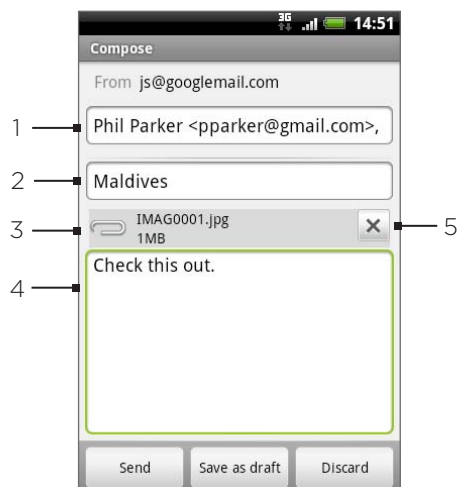 3G 14:51
Compose
From js@googlemail.com
1 Phil Parker <pparker@gmail.com>,
2 Maldives
3 IMAG0001.jpg 5
1MB
4 Check this out.
Send Save as draft Discard